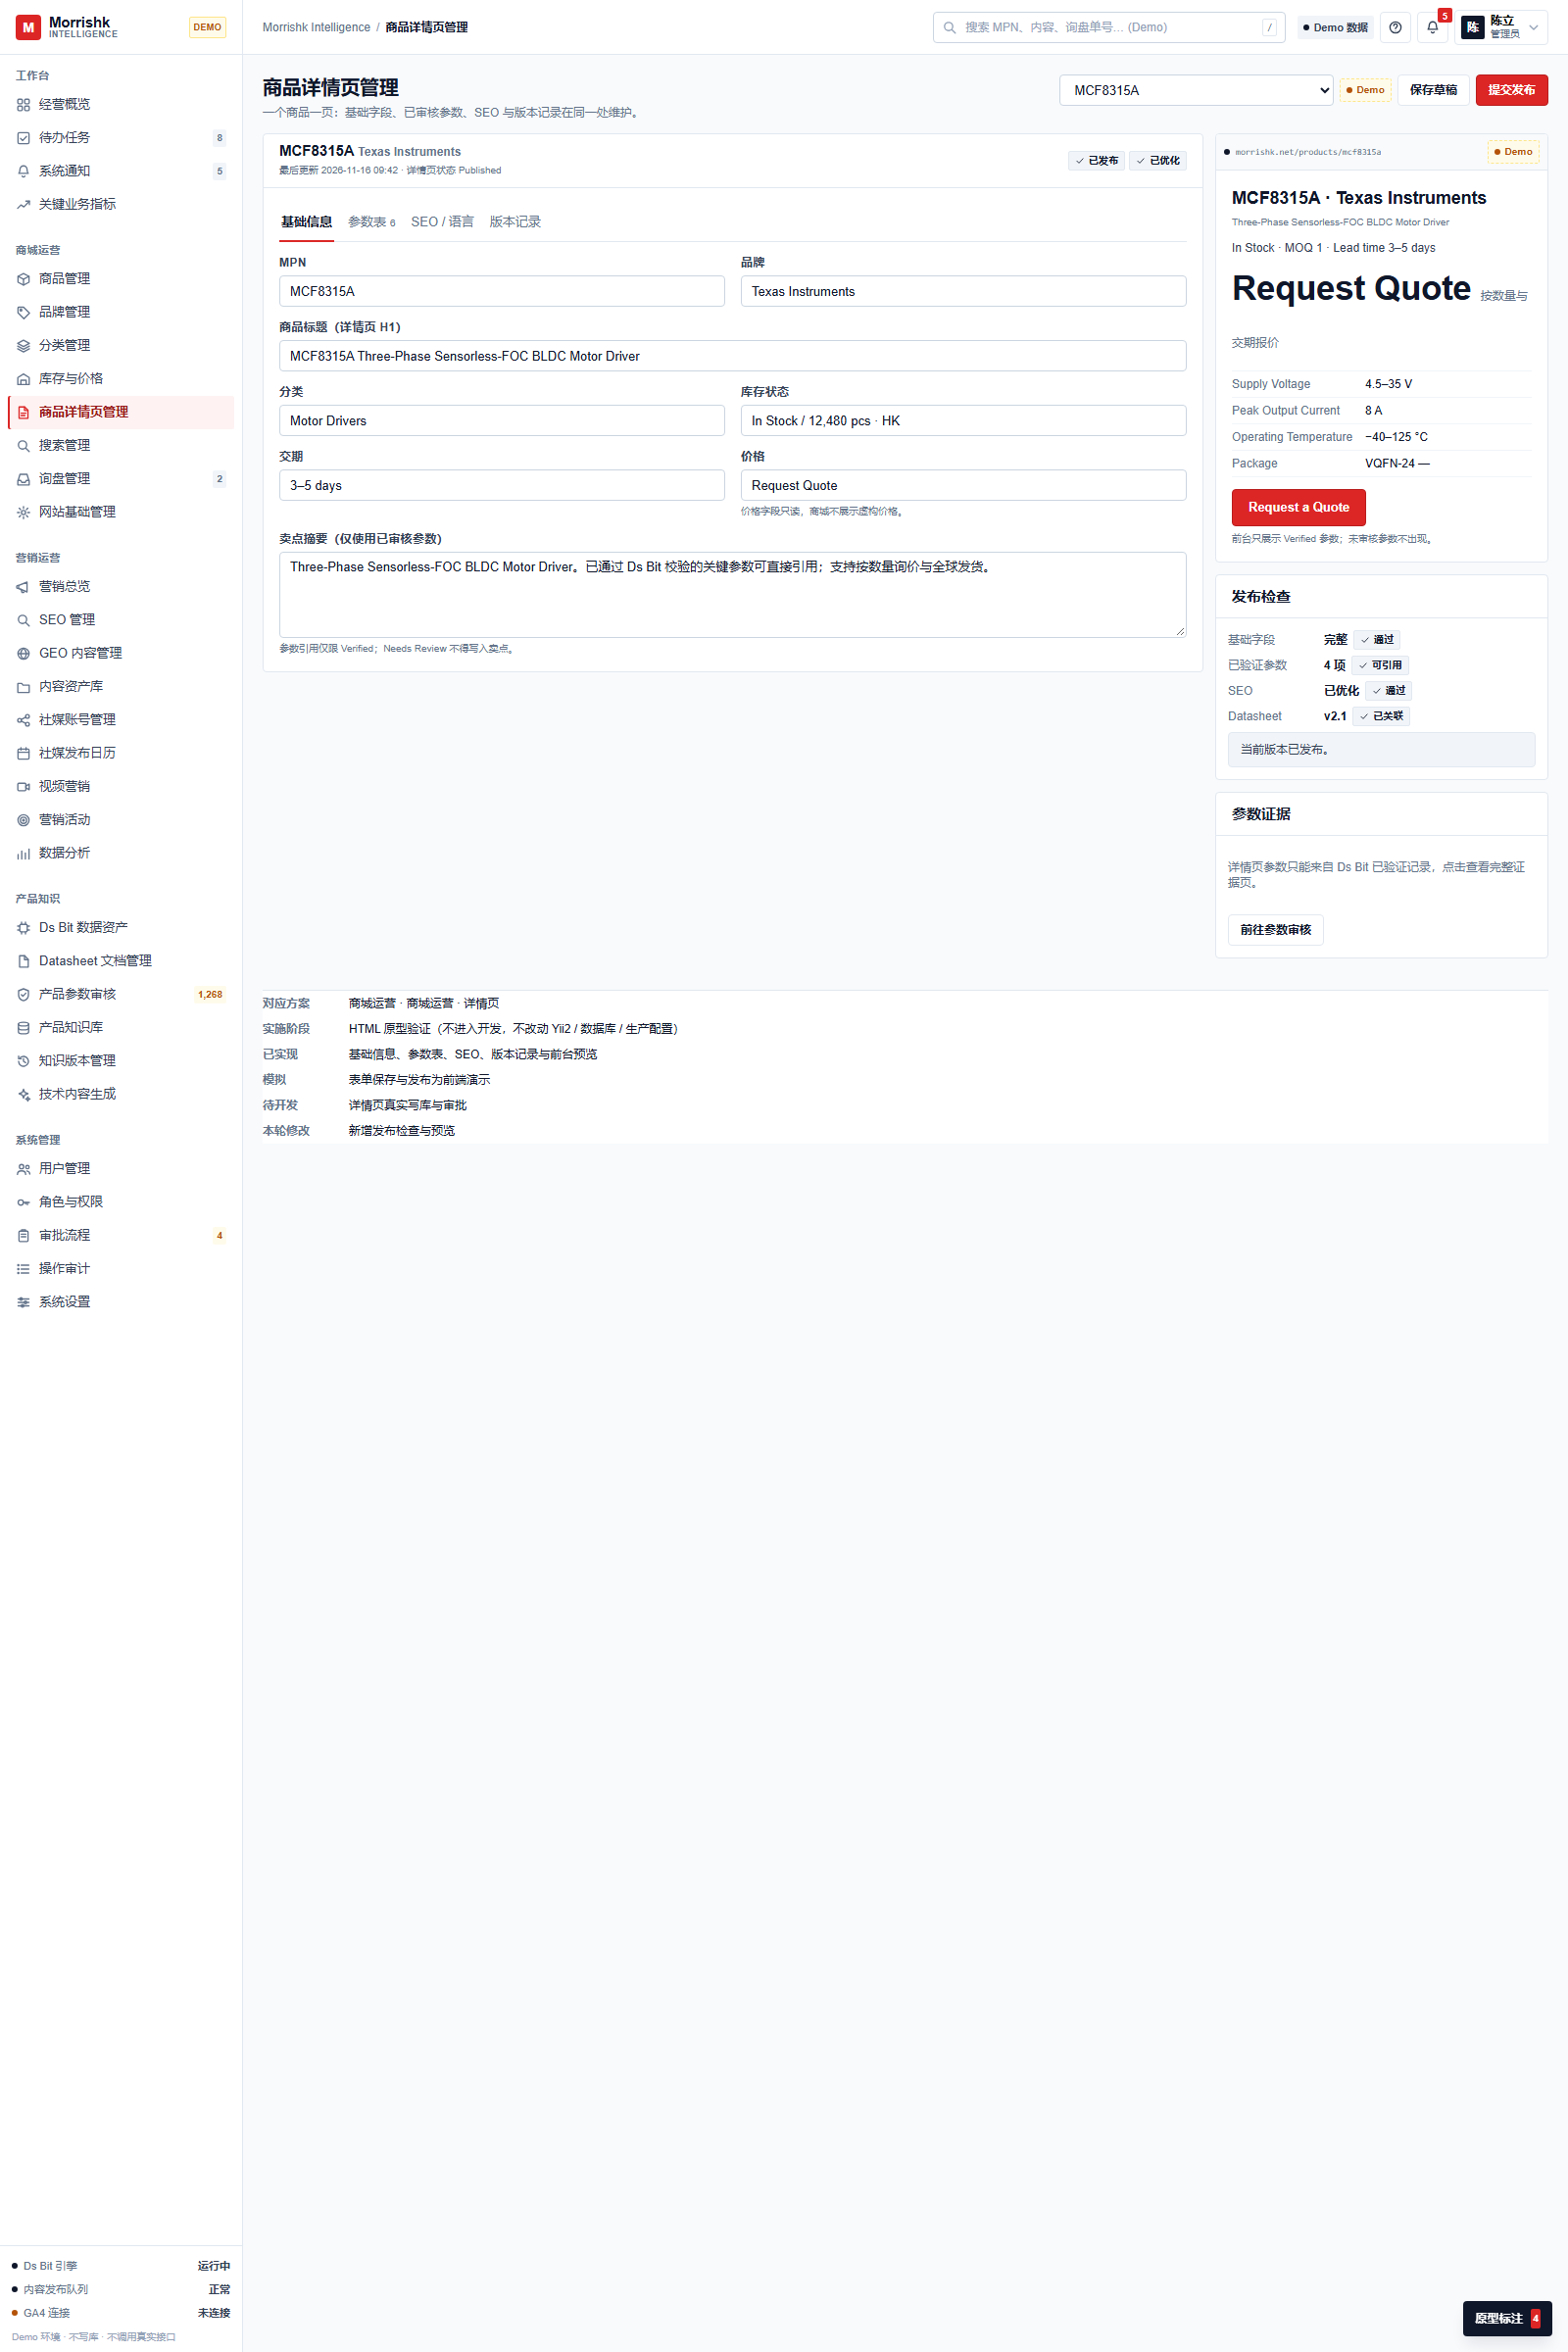 M Morrishk INTELLIGENCE DEMO
工作台
经营概览
待办任务 8
系统通知 5
关键业务指标
商城运营
商品管理
品牌管理
分类管理
库存与价格
商品详情页管理
搜索管理
询盘管理 2
网站基础管理
营销运营
营销总览
SEO 管理
GEO 内容管理
内容资产库
社媒账号管理
社媒发布日历
视频营销
营销活动
数据分析
产品知识
Ds Bit 数据资产
Datasheet 文档管理
产品参数审核 1,268
产品知识库
知识版本管理
技术内容生成
系统管理
用户管理
角色与权限
审批流程 4
操作审计
系统设置
Ds Bit 引擎 运行中
内容发布队列 正常
GA4 连接 未连接
Demo 环境 · 不写库 · 不调用真实接口
Morrishk Intelligence / 商品详情页管理
搜索 MPN、内容、询盘单号... (Demo) /
Demo 数据
5
陈 陈立 管理员
商品详情页管理
一个商品一页：基础字段、已审核参数、SEO 与版本记录在同一处维护。
MCF8315A Demo 保存草稿 提交发布
MCF8315A Texas Instruments
最后更新 2026-11-16 09:42 · 详情页状态 Published
已发布 已优化
基础信息 参数表 6 SEO / 语言 版本记录
MPN 品牌
MCF8315A Texas Instruments
商品标题（详情页 H1）
MCF8315A Three-Phase Sensorless-FOC BLDC Motor Driver
分类 库存状态
Motor Drivers In Stock / 12,480 pcs · HK
交期 价格
3–5 days Request Quote
价格字段只读，商城不展示虚构价格。
卖点摘要（仅使用已审核参数）
Three-Phase Sensorless-FOC BLDC Motor Driver。已通过 Ds Bit 校验的关键参数可直接引用；支持按数量询价与全球发货。
参数引用仅限 Verified；Needs Review 不得写入卖点。
morrishk.net/products/mcf8315a Demo
MCF8315A · Texas Instruments
Three-Phase Sensorless-FOC BLDC Motor Driver
In Stock · MOQ 1 · Lead time 3–5 days
Request Quote 按数量与
交期报价
Supply Voltage 4.5–35 V
Peak Output Current 8 A
Operating Temperature −40–125 °C
Package VQFN-24 —
Request a Quote
前台只展示 Verified 参数；未审核参数不出现。
发布检查
基础字段 完整 通过
已验证参数 4 项 可引用
SEO 已优化 通过
Datasheet v2.1 已关联
当前版本已发布。
参数证据
详情页参数只能来自 Ds Bit 已验证记录，点击查看完整证
据页。
前往参数审核
对应方案 商城运营 · 商城运营 · 详情页
实施阶段 HTML 原型验证（不进入开发，不改动 Yii2 / 数据库 / 生产配置）
已实现 基础信息、参数表、SEO、版本记录与前台预览
模拟 表单保存与发布为前端演示
待开发 详情页真实写库与审批
本轮修改 新增发布检查与预览
原型标注 4